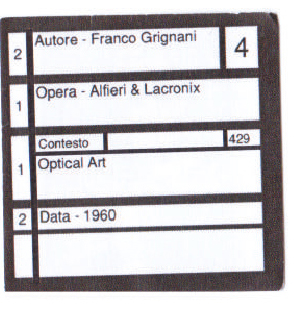 2 Autore - Franco Grignani 4
1 Opera - Alfieri & Lacronix
Contesto 429
1 Optical Art
2 Data - 1960